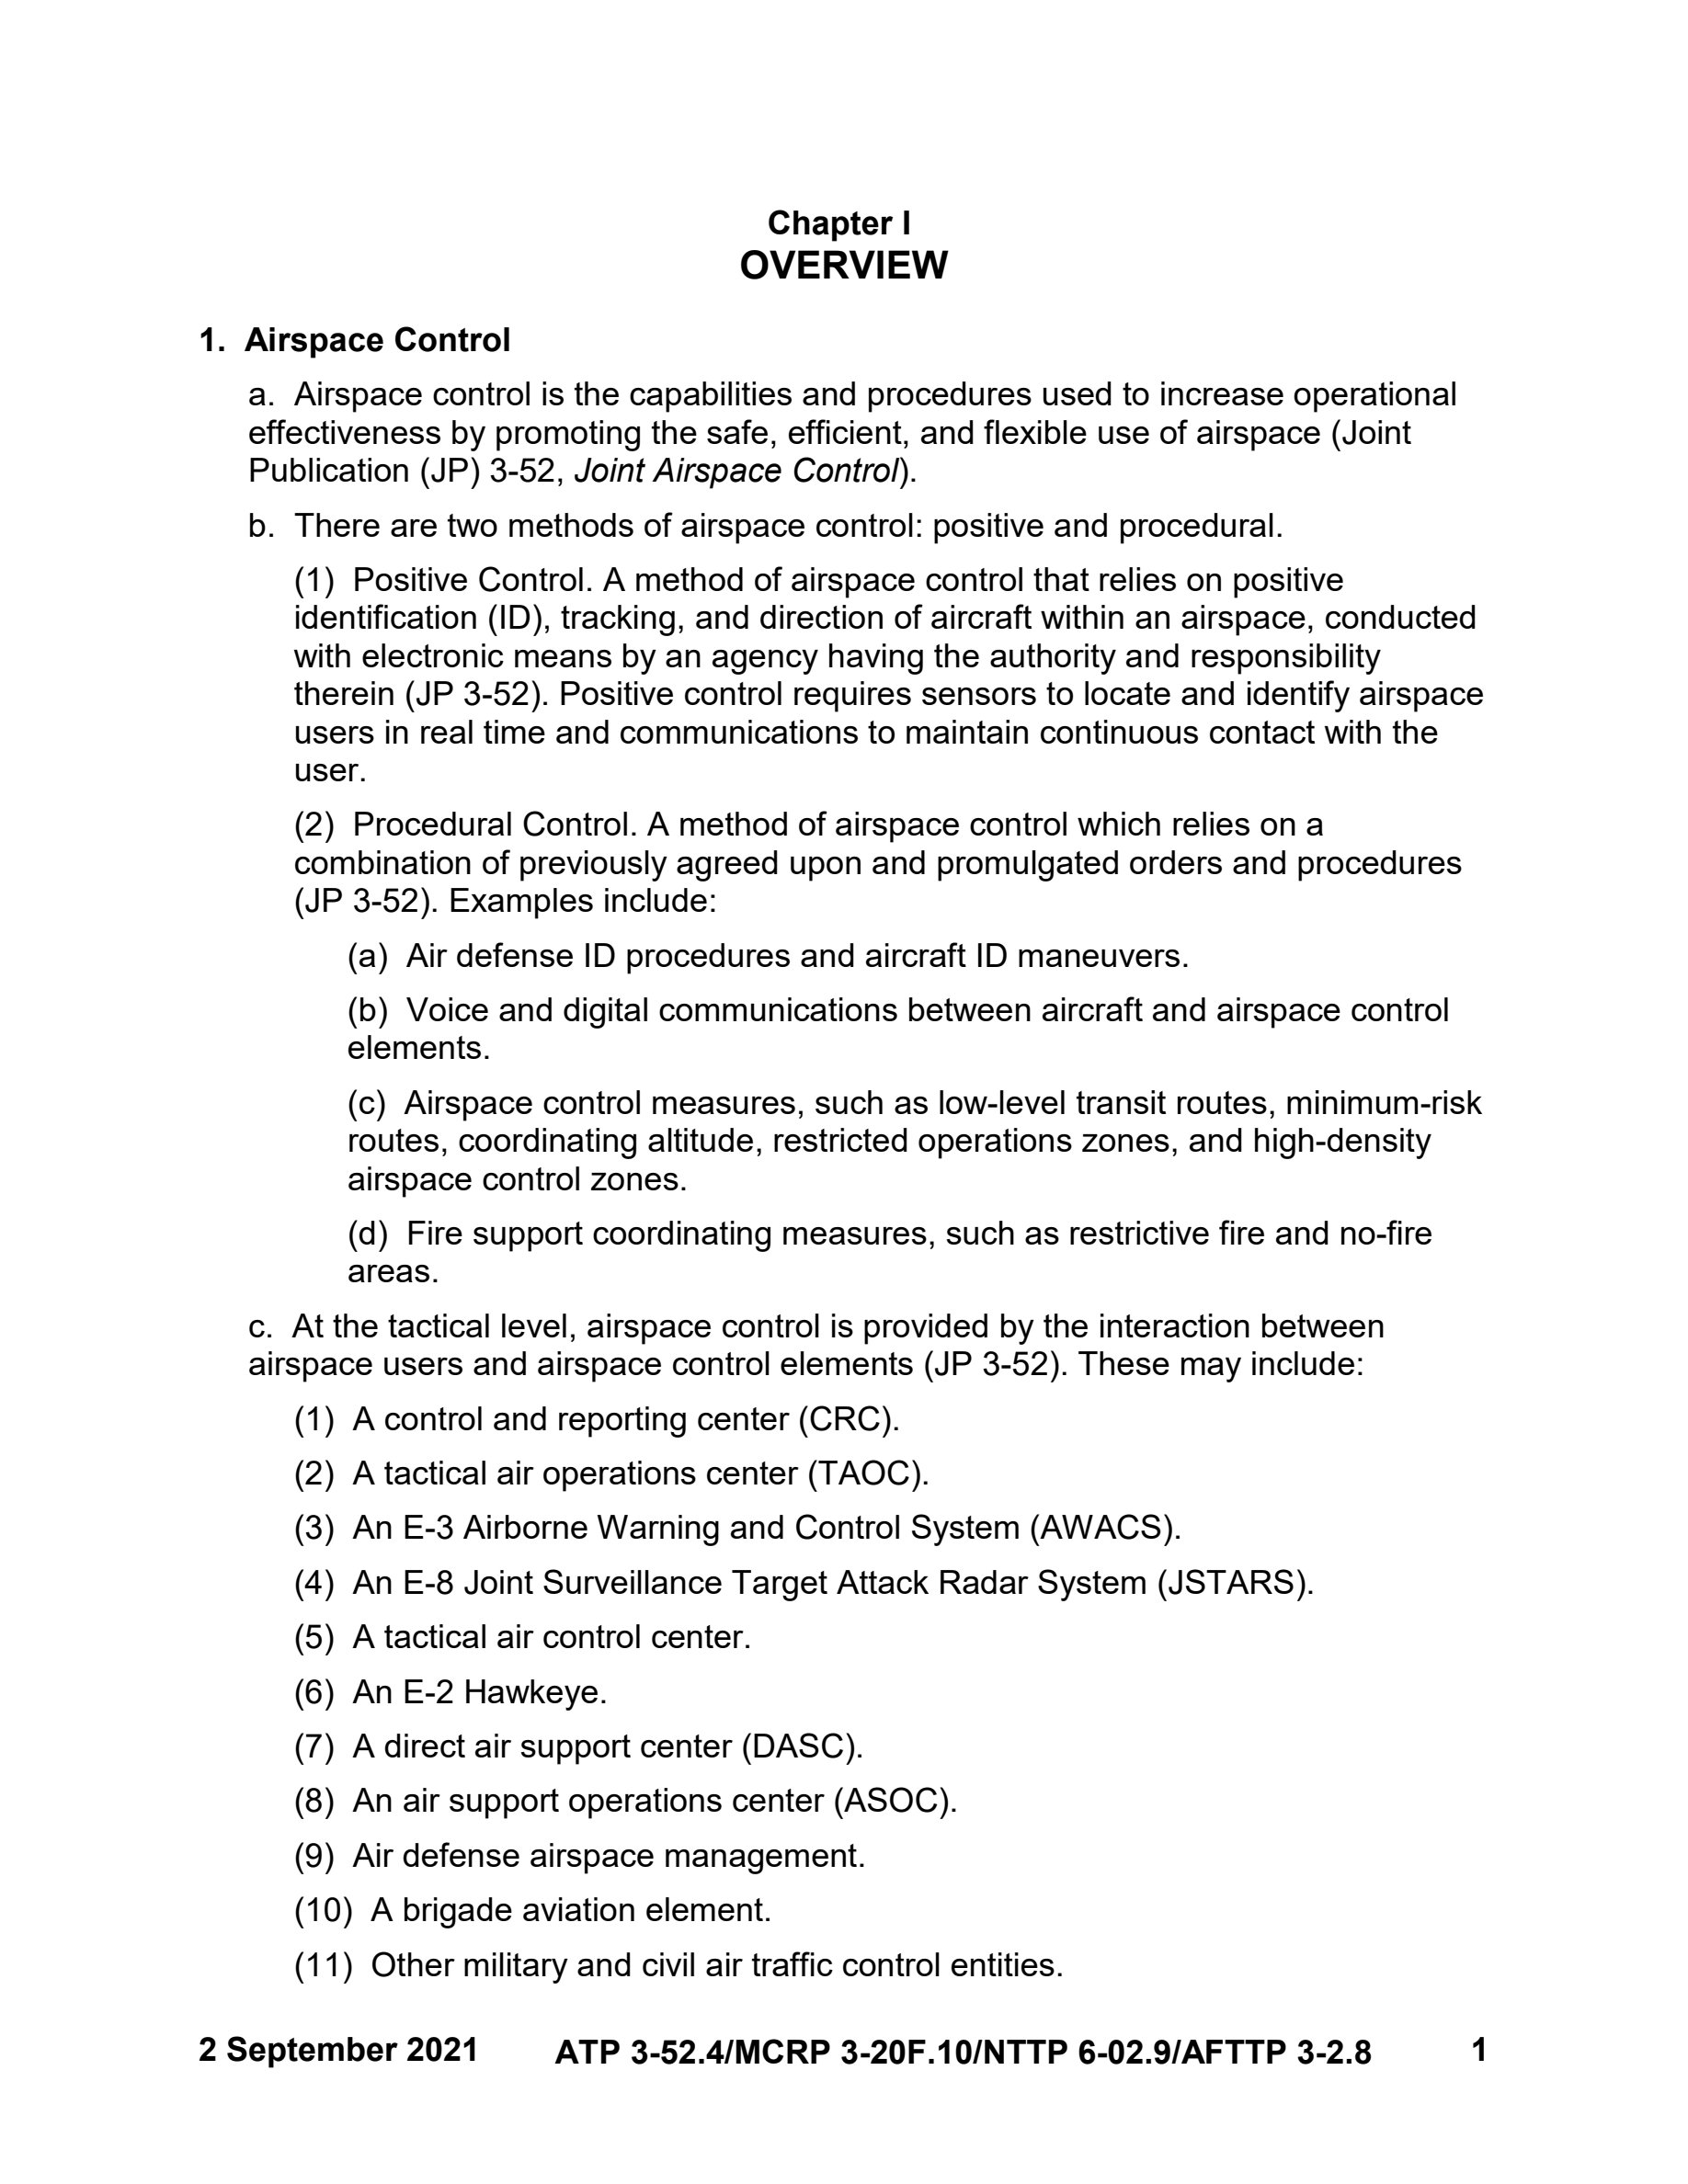 Chapter I
OVERVIEW
1. Airspace Control
a. Airspace control is the capabilities and procedures used to increase operational
effectiveness by promoting the safe, efficient, and flexible use of airspace (Joint
Publication (JP) 3-52, Joint Airspace Control).
b. There are two methods of airspace control: positive and procedural.
(1) Positive Control. A method of airspace control that relies on positive
identification (ID), tracking, and direction of aircraft within an airspace, conducted
with electronic means by an agency having the authority and responsibility
therein (JP 3-52). Positive control requires sensors to locate and identify airspace
users in real time and communications to maintain continuous contact with the
user.
(2) Procedural Control. A method of airspace control which relies on a
combination of previously agreed upon and promulgated orders and procedures
(JP 3-52). Examples include:
(a) Air defense ID procedures and aircraft ID maneuvers.
(b) Voice and digital communications between aircraft and airspace control
elements.
(c) Airspace control measures, such as low-level transit routes, minimum-risk
routes, coordinating altitude, restricted operations zones, and high-density
airspace control zones.
(d) Fire support coordinating measures, such as restrictive fire and no-fire
areas.
c. At the tactical level, airspace control is provided by the interaction between
airspace users and airspace control elements (JP 3-52). These may include:
(1) A control and reporting center (CRC).
(2) A tactical air operations center (TAOC).
(3) An E-3 Airborne Warning and Control System (AWACS).
(4) An E-8 Joint Surveillance Target Attack Radar System (JSTARS).
(5) A tactical air control center.
(6) An E-2 Hawkeye.
(7) A direct air support center (DASC).
(8) An air support operations center (ASOC).
(9) Air defense airspace management.
(10) A brigade aviation element.
(11) Other military and civil air traffic control entities.
2 September 2021 ATP 3-52.4/MCRP 3-20F.10/NTTP 6-02.9/AFTTP 3-2.8 1